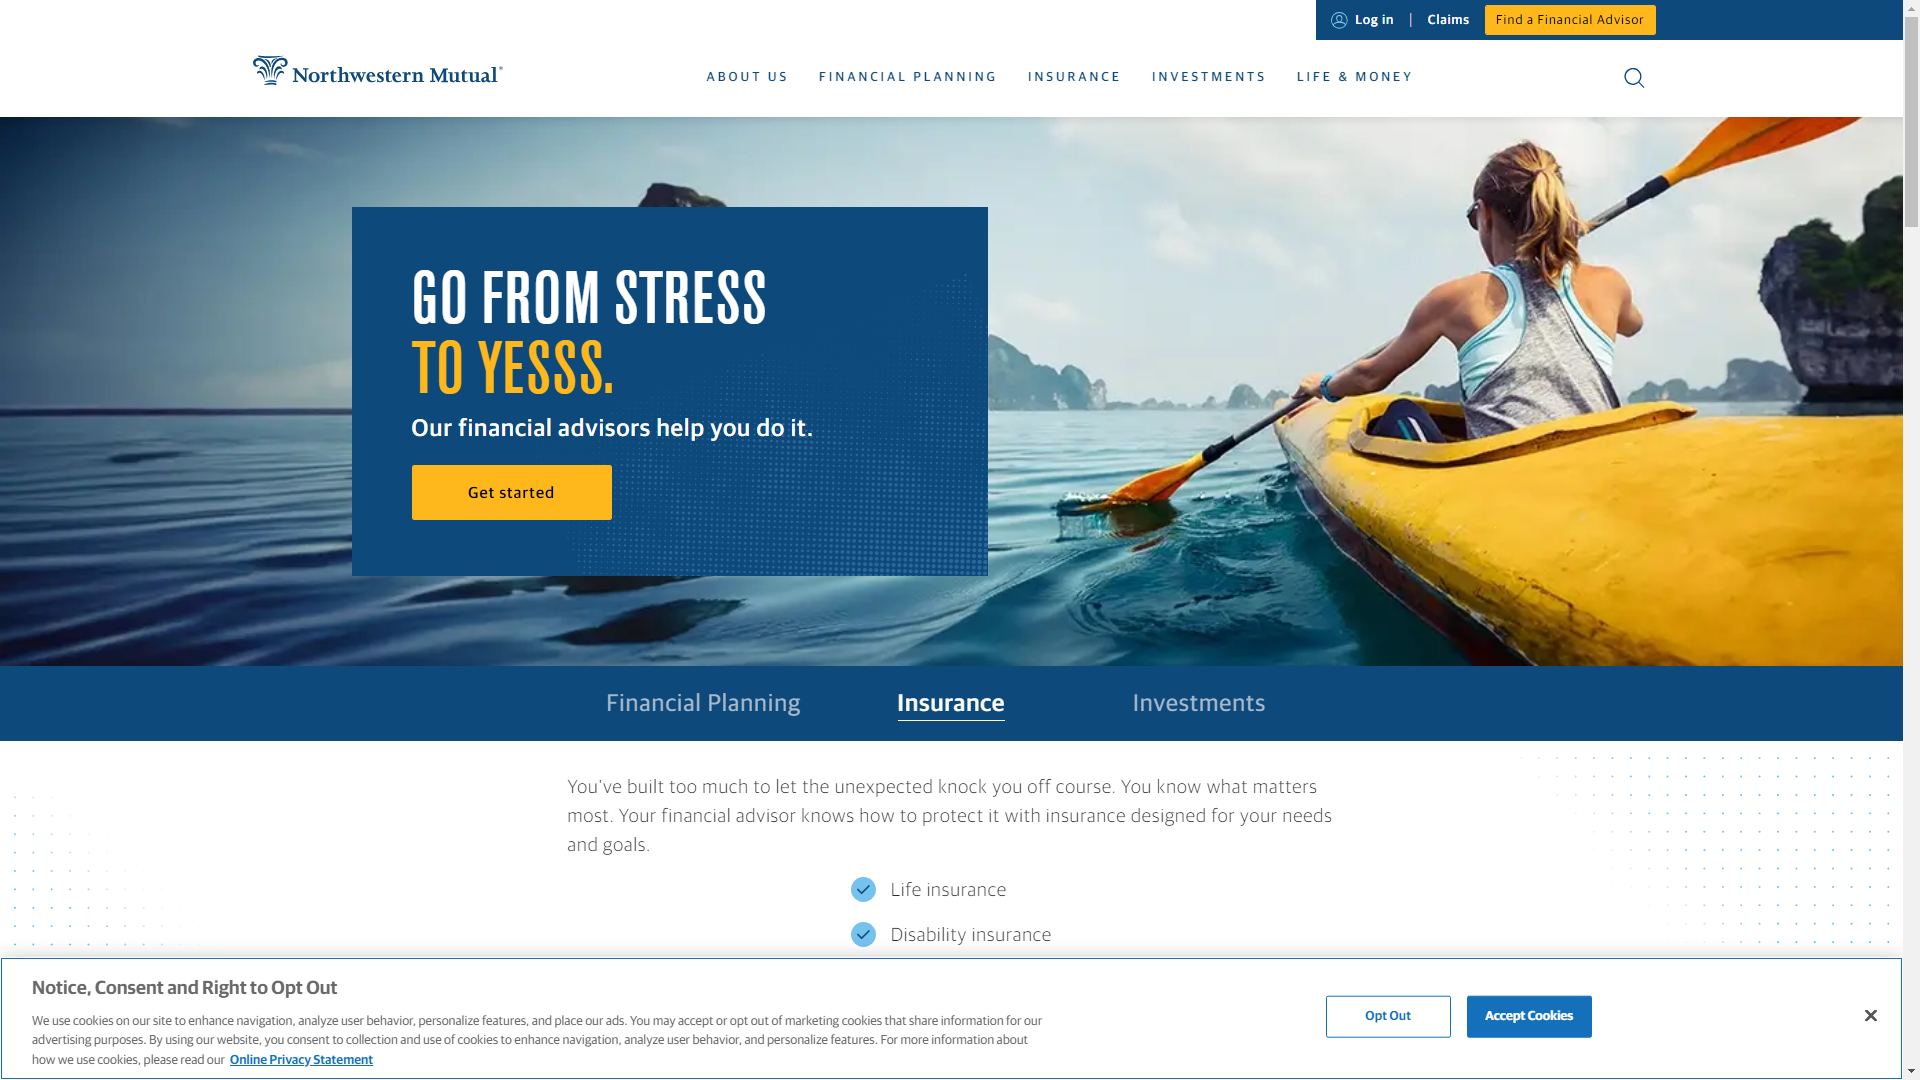 Log in | Claims Find a Financial Advisor
Northwestern Mutual®
ABOUT US FINANCIAL PLANNING INSURANCE INVESTMENTS LIFE & MONEY
GO FROM STRESS
TO YESSS.
Our financial advisors help you do it.
Get started
Financial Planning Insurance Investments
You've built too much to let the unexpected knock you off course. You know what matters
most. Your financial advisor knows how to protect it with insurance designed for your needs
and goals.
Life insurance
Disability insurance
Notice, Consent and Right to Opt Out
We use cookies on our site to enhance navigation, analyze user behavior, personalize features, and place our ads. You may accept or opt out of marketing cookies that share information for our
advertising purposes. By using our website, you consent to collection and use of cookies to enhance navigation, analyze user behavior, and personalize features. For more information about
how we use cookies, please read our Online Privacy Statement
Opt Out
Accept Cookies